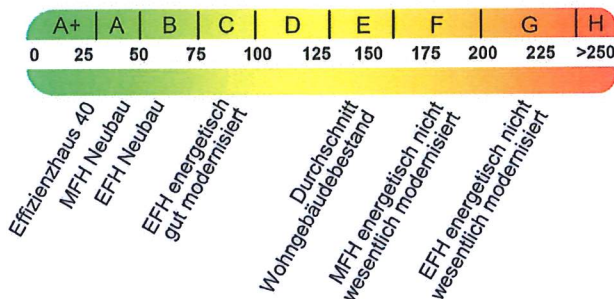 A+ A B C D E F G H
0 25 50 75 100 125 150 175 200 225 >250
Effizienzhaus 40
MFH Neubau
EFH Neubau
EFH energetisch
gut modernisiert
Durchschnitt
Wohngebäudebestand
MFH energetisch nicht
wesentlich modernisiert
EFH energetisch nicht
wesentlich modernisiert